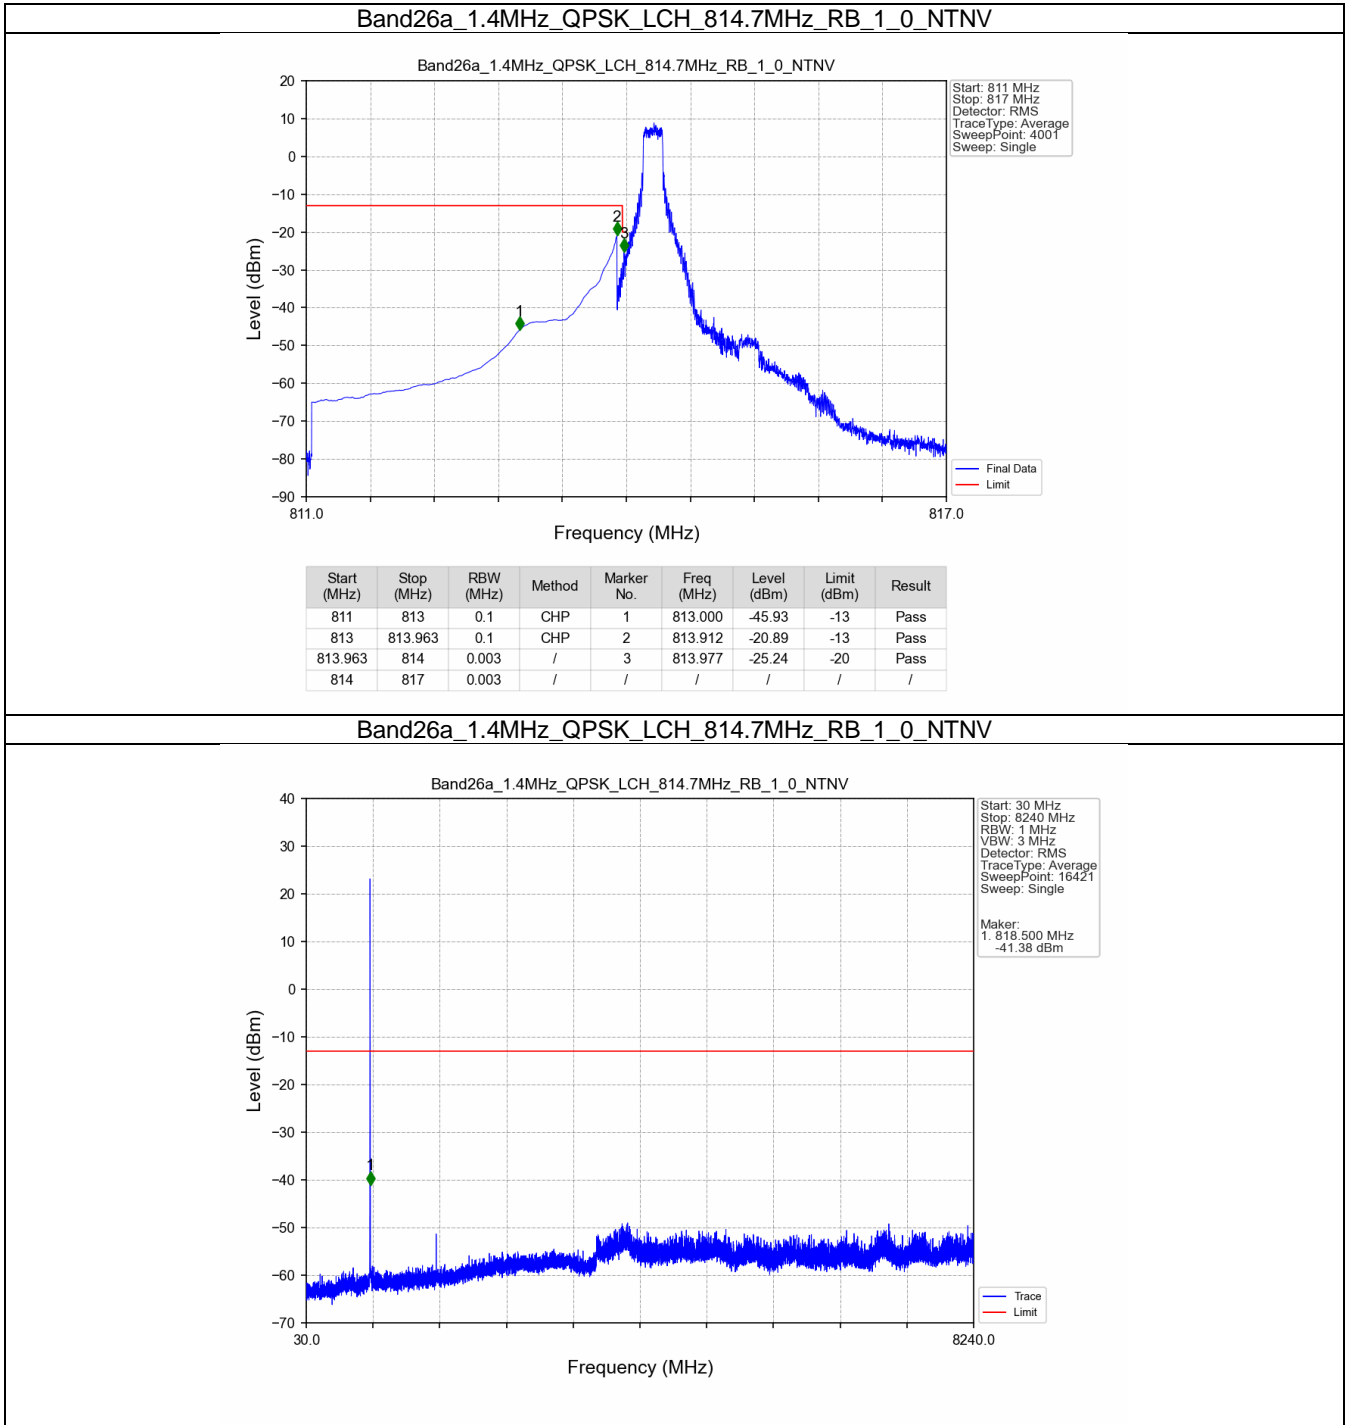 Band26a_1.4MHz_QPSK_LCH_814.7MHz_RB_1_0_NTNV
Band26a_1.4MHz_QPSK_LCH_814.7MHz_RB_1_0_NTNV
20
10
0
−10
−20
−30
−40
−50
−60
−70
−80
−90
Level (dBm)
1
2
3
811.0
817.0
Frequency (MHz)
Start: 811 MHz
Stop: 817 MHz
Detector: RMS
TraceType: Average
SweepPoint: 4001
Sweep: Single
Final Data
Limit
Start (MHz) Stop (MHz) RBW (MHz) Method Marker No. Freq (MHz) Level (dBm) Limit (dBm) Result
811 813 0.1 CHP 1 813.000 -45.93 -13 Pass
813 813.963 0.1 CHP 2 813.912 -20.89 -13 Pass
813.963 814 0.003 / 3 813.977 -25.24 -20 Pass
814 817 0.003 / / / / / /
Band26a_1.4MHz_QPSK_LCH_814.7MHz_RB_1_0_NTNV
Band26a_1.4MHz_QPSK_LCH_814.7MHz_RB_1_0_NTNV
40
30
20
10
0
−10
−20
−30
−40
−50
−60
−70
Level (dBm)
1
30.0
8240.0
Frequency (MHz)
Start: 30 MHz
Stop: 8240 MHz
RBW: 1 MHz
VBW: 3 MHz
Detector: RMS
TraceType: Average
SweepPoint: 16421
Sweep: Single
Maker:
1. 818.500 MHz
-41.38 dBm
Trace
Limit